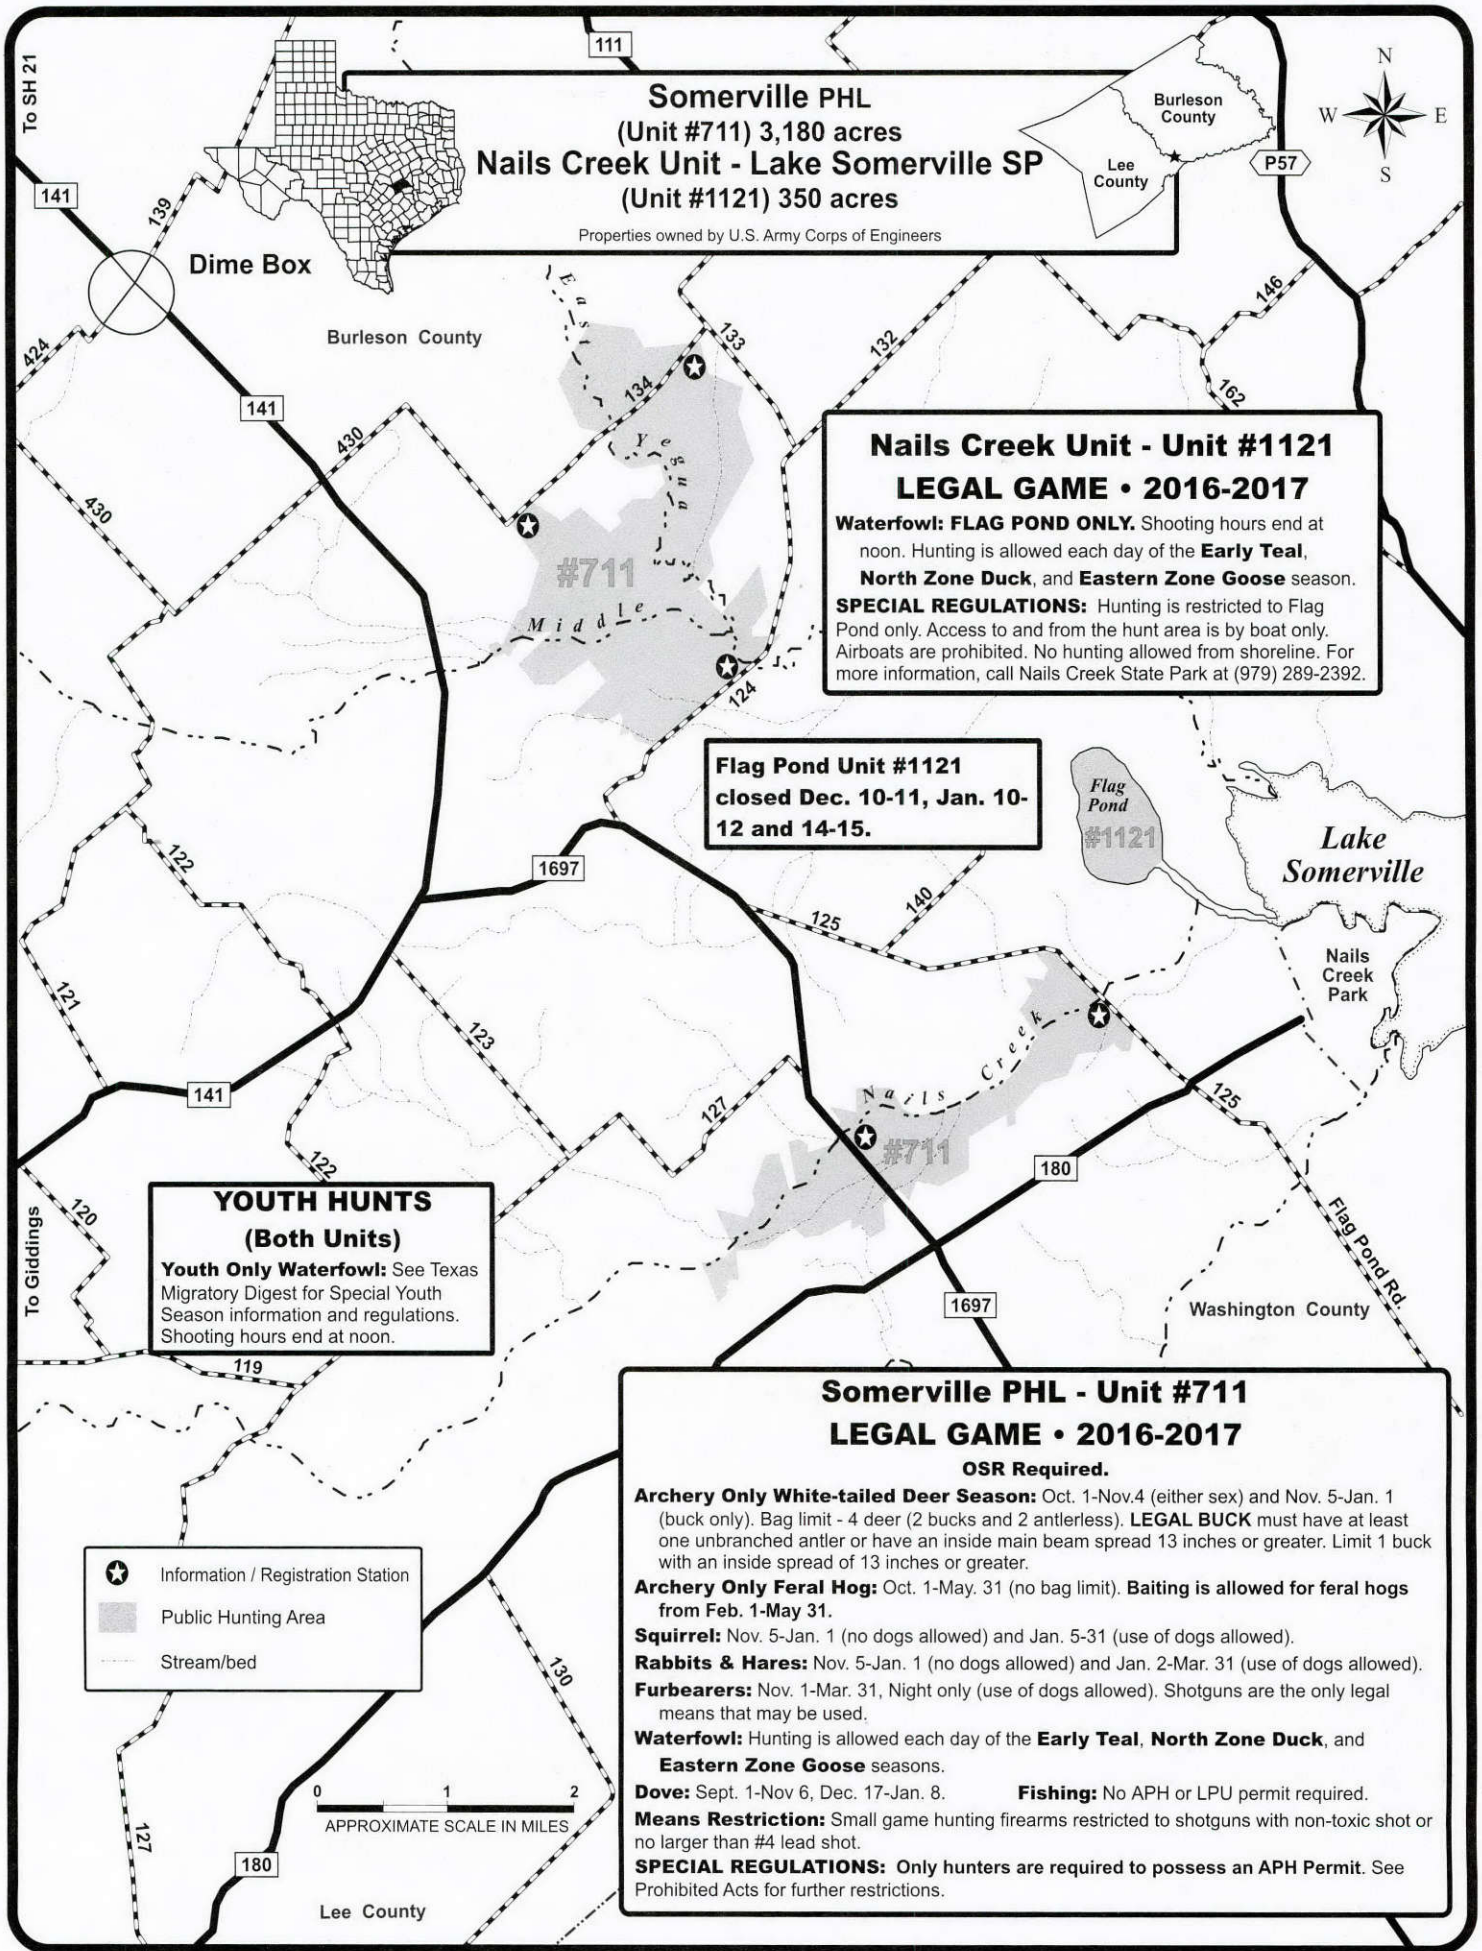 To SH 21
111
Somerville PHL
(Unit #711) 3,180 acres
Nails Creek Unit - Lake Somerville SP
(Unit #1121) 350 acres
Properties owned by U.S. Army Corps of Engineers
Burleson
County
Lee
County
P57
N
W E
S
141
139
Dime Box
Burleson County
424
141
430
430
East
Yegua
134
133
132
146
162
#711
Middle
124
Nails Creek Unit - Unit #1121
LEGAL GAME • 2016-2017
Waterfowl: FLAG POND ONLY. Shooting hours end at
noon. Hunting is allowed each day of the Early Teal,
North Zone Duck, and Eastern Zone Goose season.
SPECIAL REGULATIONS: Hunting is restricted to Flag
Pond only. Access to and from the hunt area is by boat only.
Airboats are prohibited. No hunting allowed from shoreline. For
more information, call Nails Creek State Park at (979) 289-2392.
Flag Pond Unit #1121
closed Dec. 10-11, Jan. 10-
12 and 14-15.
Flag
Pond
#1121
Lake
Somerville
Nails
Creek
Park
122
1697
125
140
121
123
141
127
122
Nails Creek
#711
125
180
120
To Giddings
YOUTH HUNTS
(Both Units)
Youth Only Waterfowl: See Texas
Migratory Digest for Special Youth
Season information and regulations.
Shooting hours end at noon.
119
1697
Flag Pond Rd.
Washington County
Somerville PHL - Unit #711
LEGAL GAME • 2016-2017
OSR Required.
Archery Only White-tailed Deer Season: Oct. 1-Nov.4 (either sex) and Nov. 5-Jan. 1
(buck only). Bag limit - 4 deer (2 bucks and 2 antlerless). LEGAL BUCK must have at least
one unbranched antler or have an inside main beam spread 13 inches or greater. Limit 1 buck
with an inside spread of 13 inches or greater.
Archery Only Feral Hog: Oct. 1-May. 31 (no bag limit). Baiting is allowed for feral hogs
from Feb. 1-May 31.
Squirrel: Nov. 5-Jan. 1 (no dogs allowed) and Jan. 5-31 (use of dogs allowed).
Rabbits & Hares: Nov. 5-Jan. 1 (no dogs allowed) and Jan. 2-Mar. 31 (use of dogs allowed).
Furbearers: Nov. 1-Mar. 31, Night only (use of dogs allowed). Shotguns are the only legal
means that may be used.
Waterfowl: Hunting is allowed each day of the Early Teal, North Zone Duck, and
Eastern Zone Goose seasons.
Dove: Sept. 1-Nov 6, Dec. 17-Jan. 8. Fishing: No APH or LPU permit required.
Means Restriction: Small game hunting firearms restricted to shotguns with non-toxic shot or
no larger than #4 lead shot.
SPECIAL REGULATIONS: Only hunters are required to possess an APH Permit. See
Prohibited Acts for further restrictions.
Information / Registration Station
Public Hunting Area
Stream/bed
130
127
0 1 2
APPROXIMATE SCALE IN MILES
180
Lee County